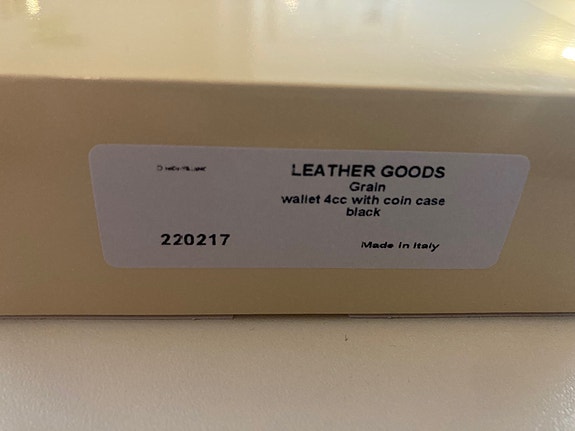 LEATHER GOODS
Grain
wallet 4cc with coin case
black
220217
Made in Italy